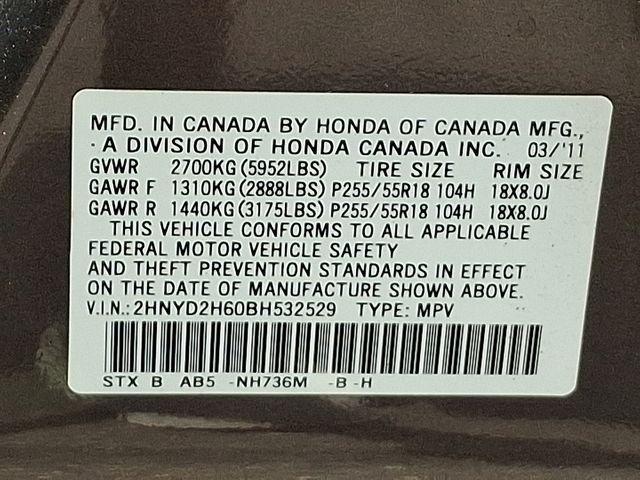 MFD. IN CANADA BY HONDA OF CANADA MFG.,
A DIVISION OF HONDA CANADA INC. 03/'11
GVWR 2700KG(5952LBS) TIRE SIZE RIM SIZE
GAWR F 1310KG(2888LBS) P255/55R18 104H 18X8.0J
GAWR R 1440KG(3175LBS) P255/55R18 104H 18X8.0J
THIS VEHICLE CONFORMS TO ALL APPLICABLE
FEDERAL MOTOR VEHICLE SAFETY
AND THEFT PREVENTION STANDARDS IN EFFECT
ON THE DATE OF MANUFACTURE SHOWN ABOVE.
V.I.N.: 2HNYD2H60BH532529 TYPE: MPV
STX B AB5 -NH736M -B -H